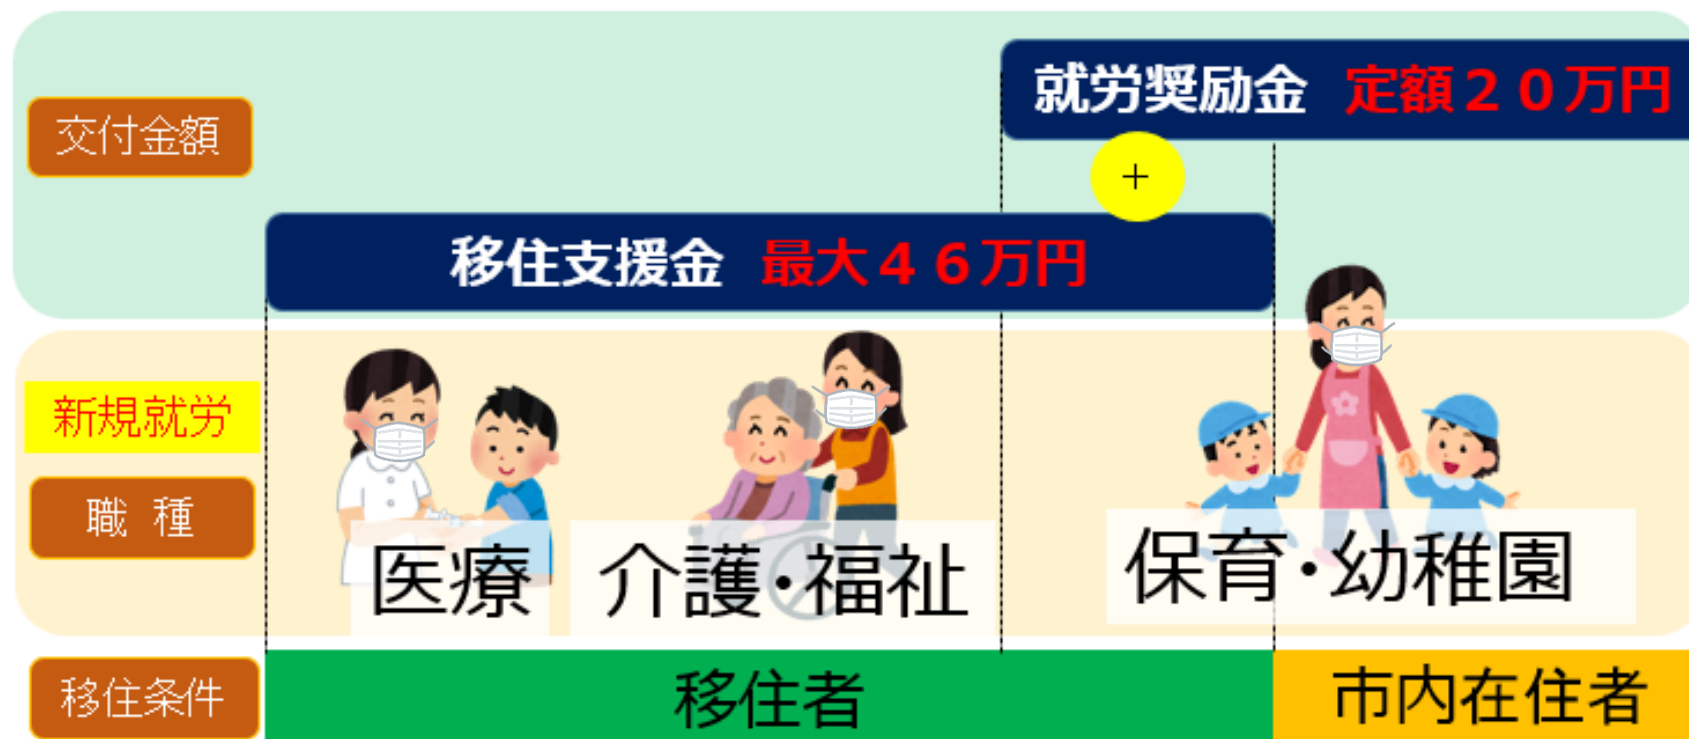 就労奨励金 定額20万円
交付金額
+
移住支援金 最大46万円
新規就労
職 種
医療 介護・福祉 保育・幼稚園
移住条件 移住者 市内在住者